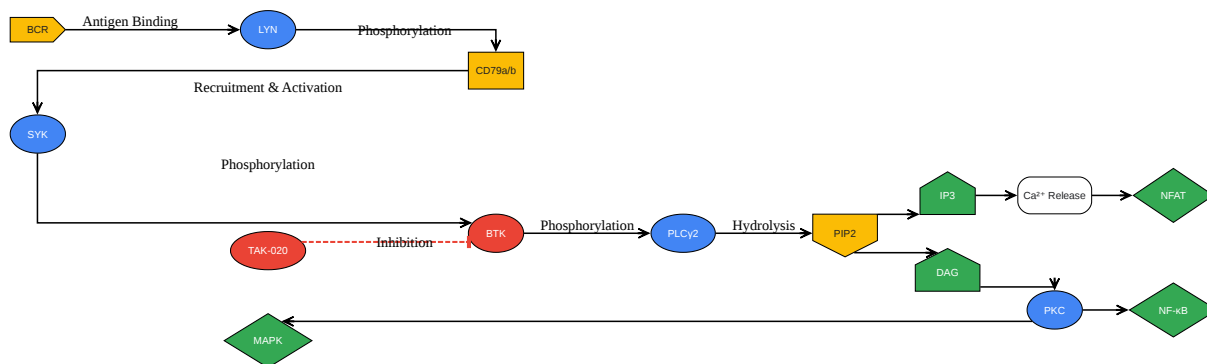 BCR
Antigen Binding
LYN
Phosphorylation
CD79a/b
Recruitment & Activation
SYK
Phosphorylation
TAK-020
Inhibition
BTK
Phosphorylation
PLCγ2
Hydrolysis
PIP2
IP3
Ca²⁺ Release
NFAT
DAG
PKC
NF-κB
MAPK